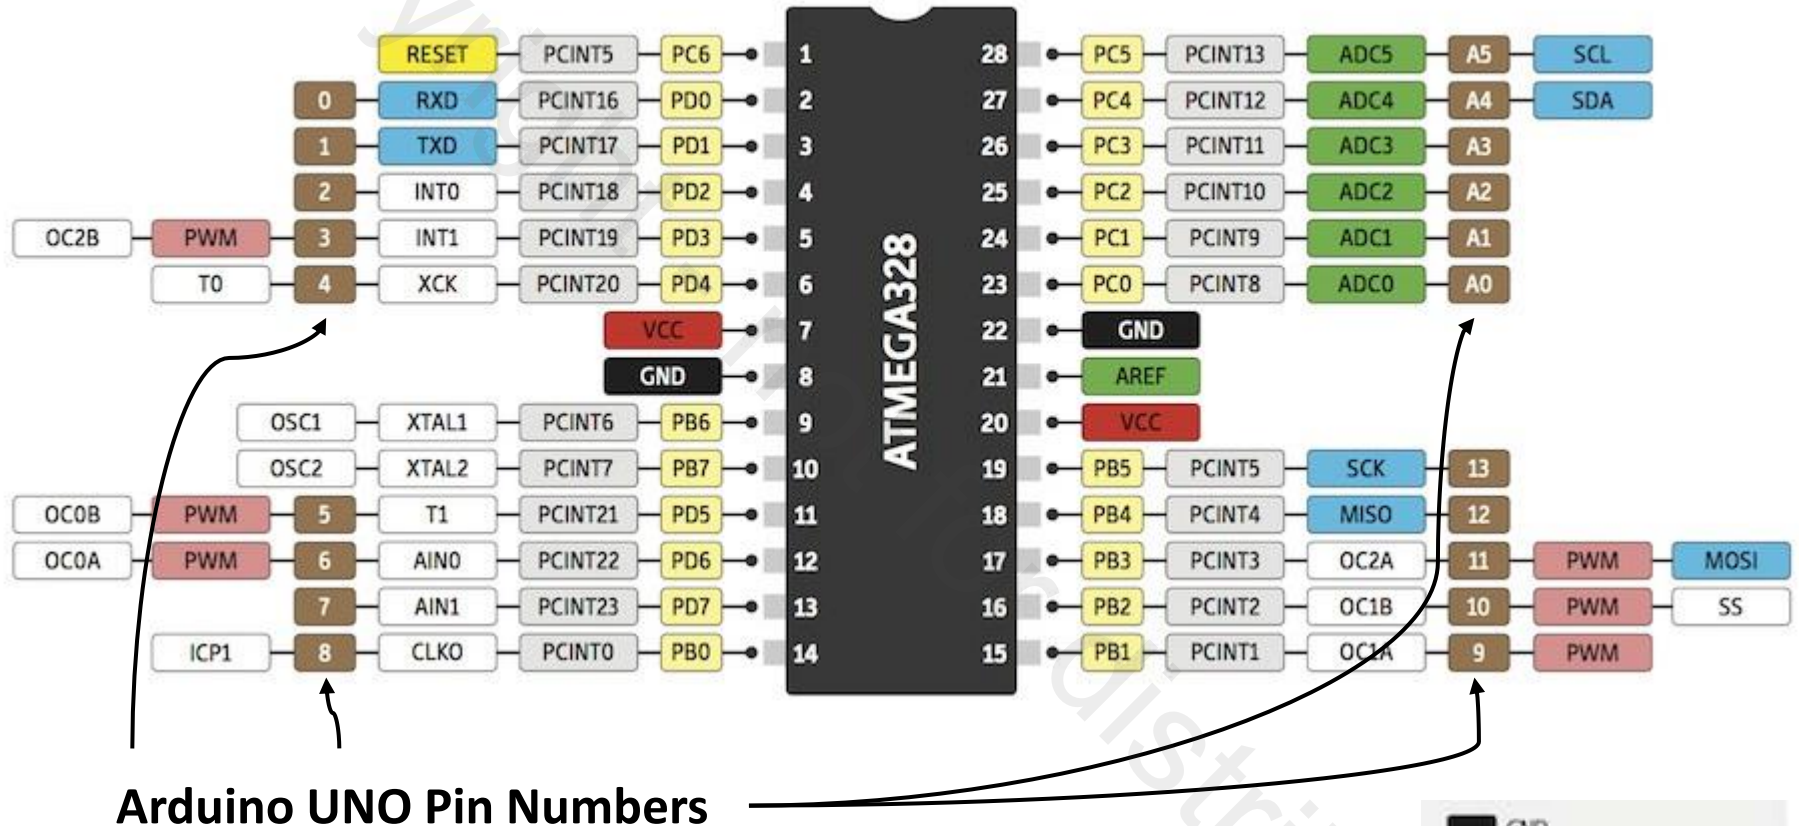 RESET PCINT5 PC6 1 28 PC5 PCINT13 ADC5 A5 SCL
0 RXD PCINT16 PD0 2 27 PC4 PCINT12 ADC4 A4 SDA
1 TXD PCINT17 PD1 3 26 PC3 PCINT11 ADC3 A3
2 INT0 PCINT18 PD2 4 25 PC2 PCINT10 ADC2 A2
OC2B PWM 3 INT1 PCINT19 PD3 5 24 PC1 PCINT9 ADC1 A1
T0 4 XCK PCINT20 PD4 6 23 PC0 PCINT8 ADC0 A0
VCC 7 22 GND
GND 8 21 AREF
OSC1 XTAL1 PCINT6 PB6 9 20 VCC
OSC2 XTAL2 PCINT7 PB7 10 19 PB5 PCINT5 SCK 13
OC0B PWM 5 T1 PCINT21 PD5 11 18 PB4 PCINT4 MISO 12
OC0A PWM 6 AIN0 PCINT22 PD6 12 17 PB3 PCINT3 OC2A 11 PWM MOSI
7 AIN1 PCINT23 PD7 13 16 PB2 PCINT2 OC1B 10 PWM SS
ICP1 8 CLKO PCINT0 PB0 14 15 PB1 PCINT1 OC1A 9 PWM
ATMEGA328
Arduino UNO Pin Numbers